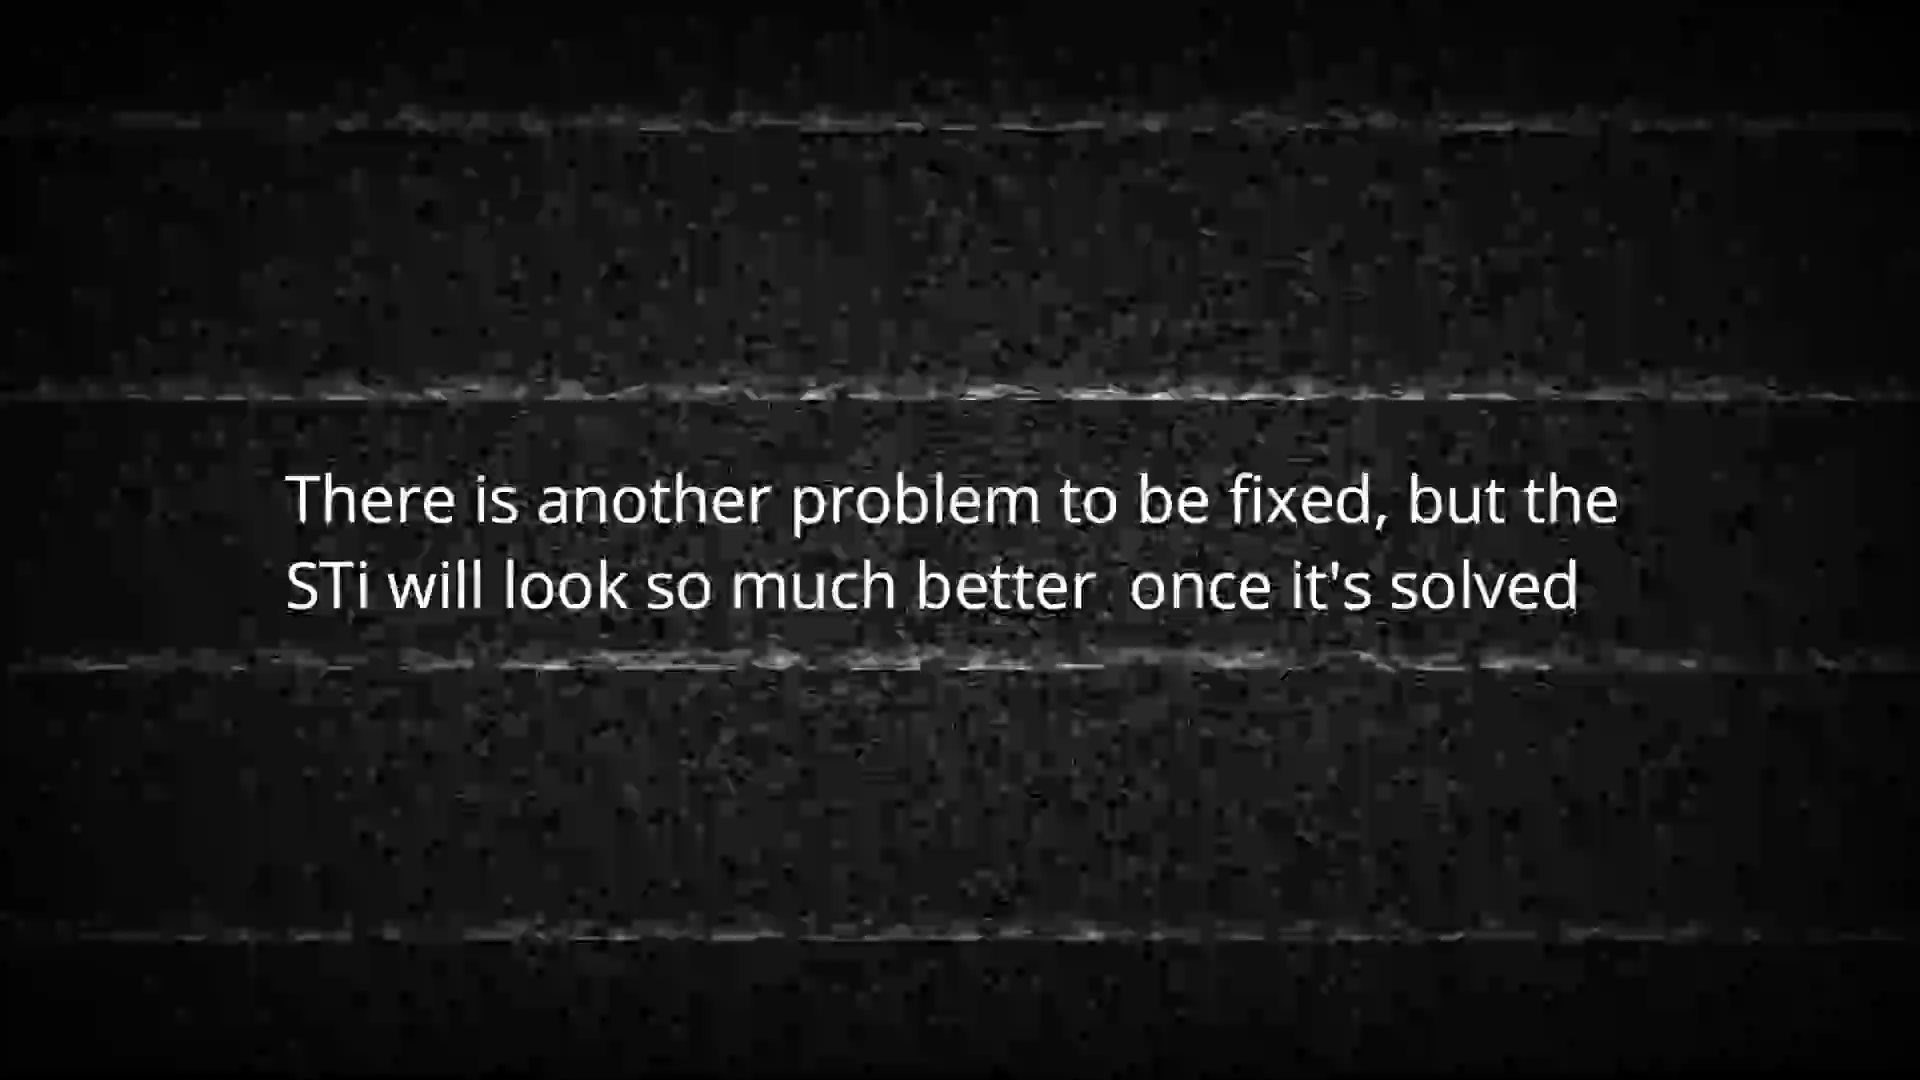 There is another problem to be fixed, but the
STi will look so much better  once it's solved